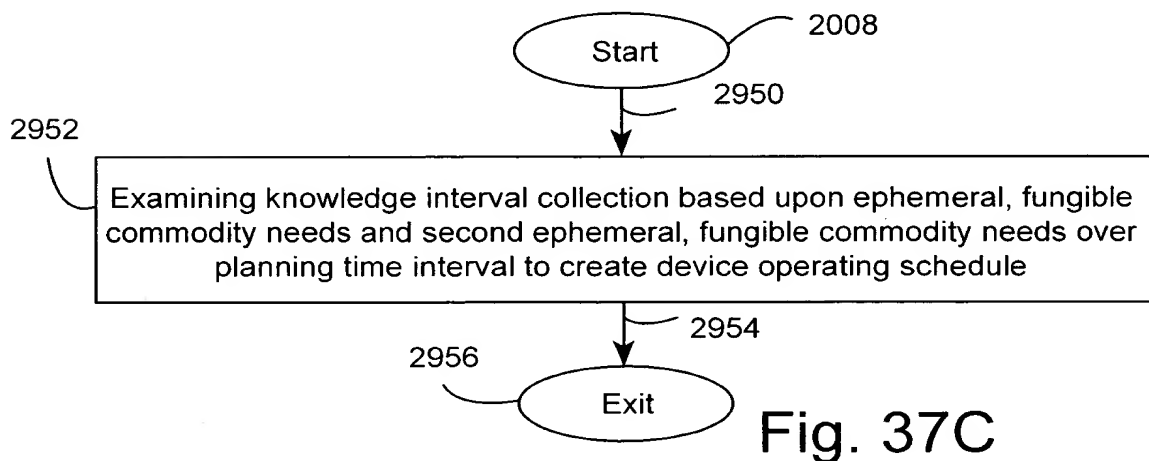 2008
Start
2950
2952
Examining knowledge interval collection based upon ephemeral, fungible
commodity needs and second ephemeral, fungible commodity needs over
planning time interval to create device operating schedule
2954
2956
Exit
Fig. 37C